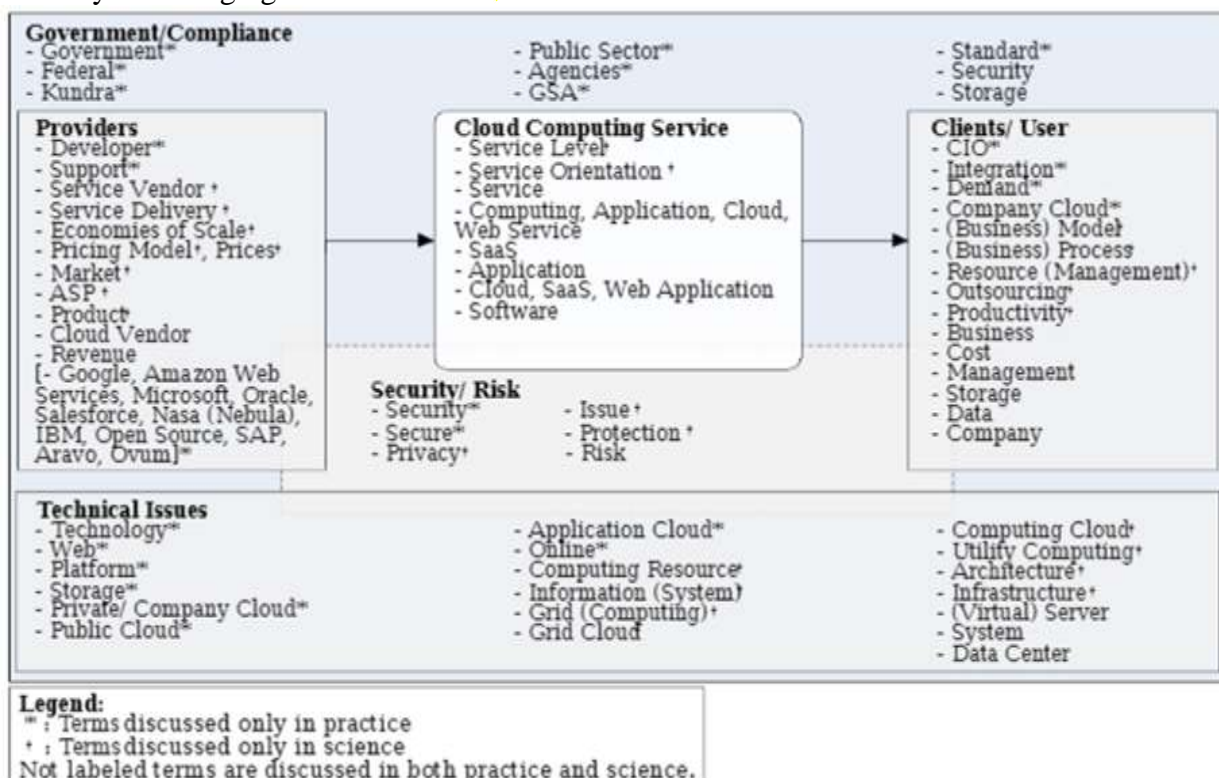 Government/Compliance
- Government*
- Federal*
- Kundra*
- Public Sector*
- Agencies*
- GSA*
- Standard*
- Security
- Storage
Providers
- Developer*
- Support*
- Service Vendor †
- Service Delivery †
- Economies of Scale†
- Pricing Model†, Prices†
- Market†
- ASP †
- Product†
- Cloud Vendor
- Revenue
[- Google, Amazon Web
Services, Microsoft, Oracle,
Salesforce, Nasa (Nebula),
IBM, Open Source, SAP,
Aravo, Ovum]*
Cloud Computing Service
- Service Level†
- Service Orientation †
- Service
- Computing, Application, Cloud,
Web Service
- SaaS
- Application
- Cloud, SaaS, Web Application
- Software
Clients/ User
- CIO*
- Integration*
- Demand*
- Company Cloud*
- (Business) Model†
- (Business) Process†
- Resource (Management)†
- Outsourcing†
- Productivity†
- Business
- Cost
- Management
- Storage
- Data
- Company
Security/ Risk
- Security*
- Secure*
- Privacy†
- Issue †
- Protection †
- Risk
Technical Issues
- Technology*
- Web*
- Platform*
- Storage*
- Private/ Company Cloud*
- Public Cloud*
- Application Cloud*
- Online*
- Computing Resource†
- Information (System)†
- Grid (Computing)†
- Grid Cloud
- Computing Cloud†
- Utility Computing†
- Architecture†
- Infrastructure†
- (Virtual) Server
- System
- Data Center
Legend:
* : Terms discussed only in practice
† : Terms discussed only in science
Not labeled terms are discussed in both practice and science.